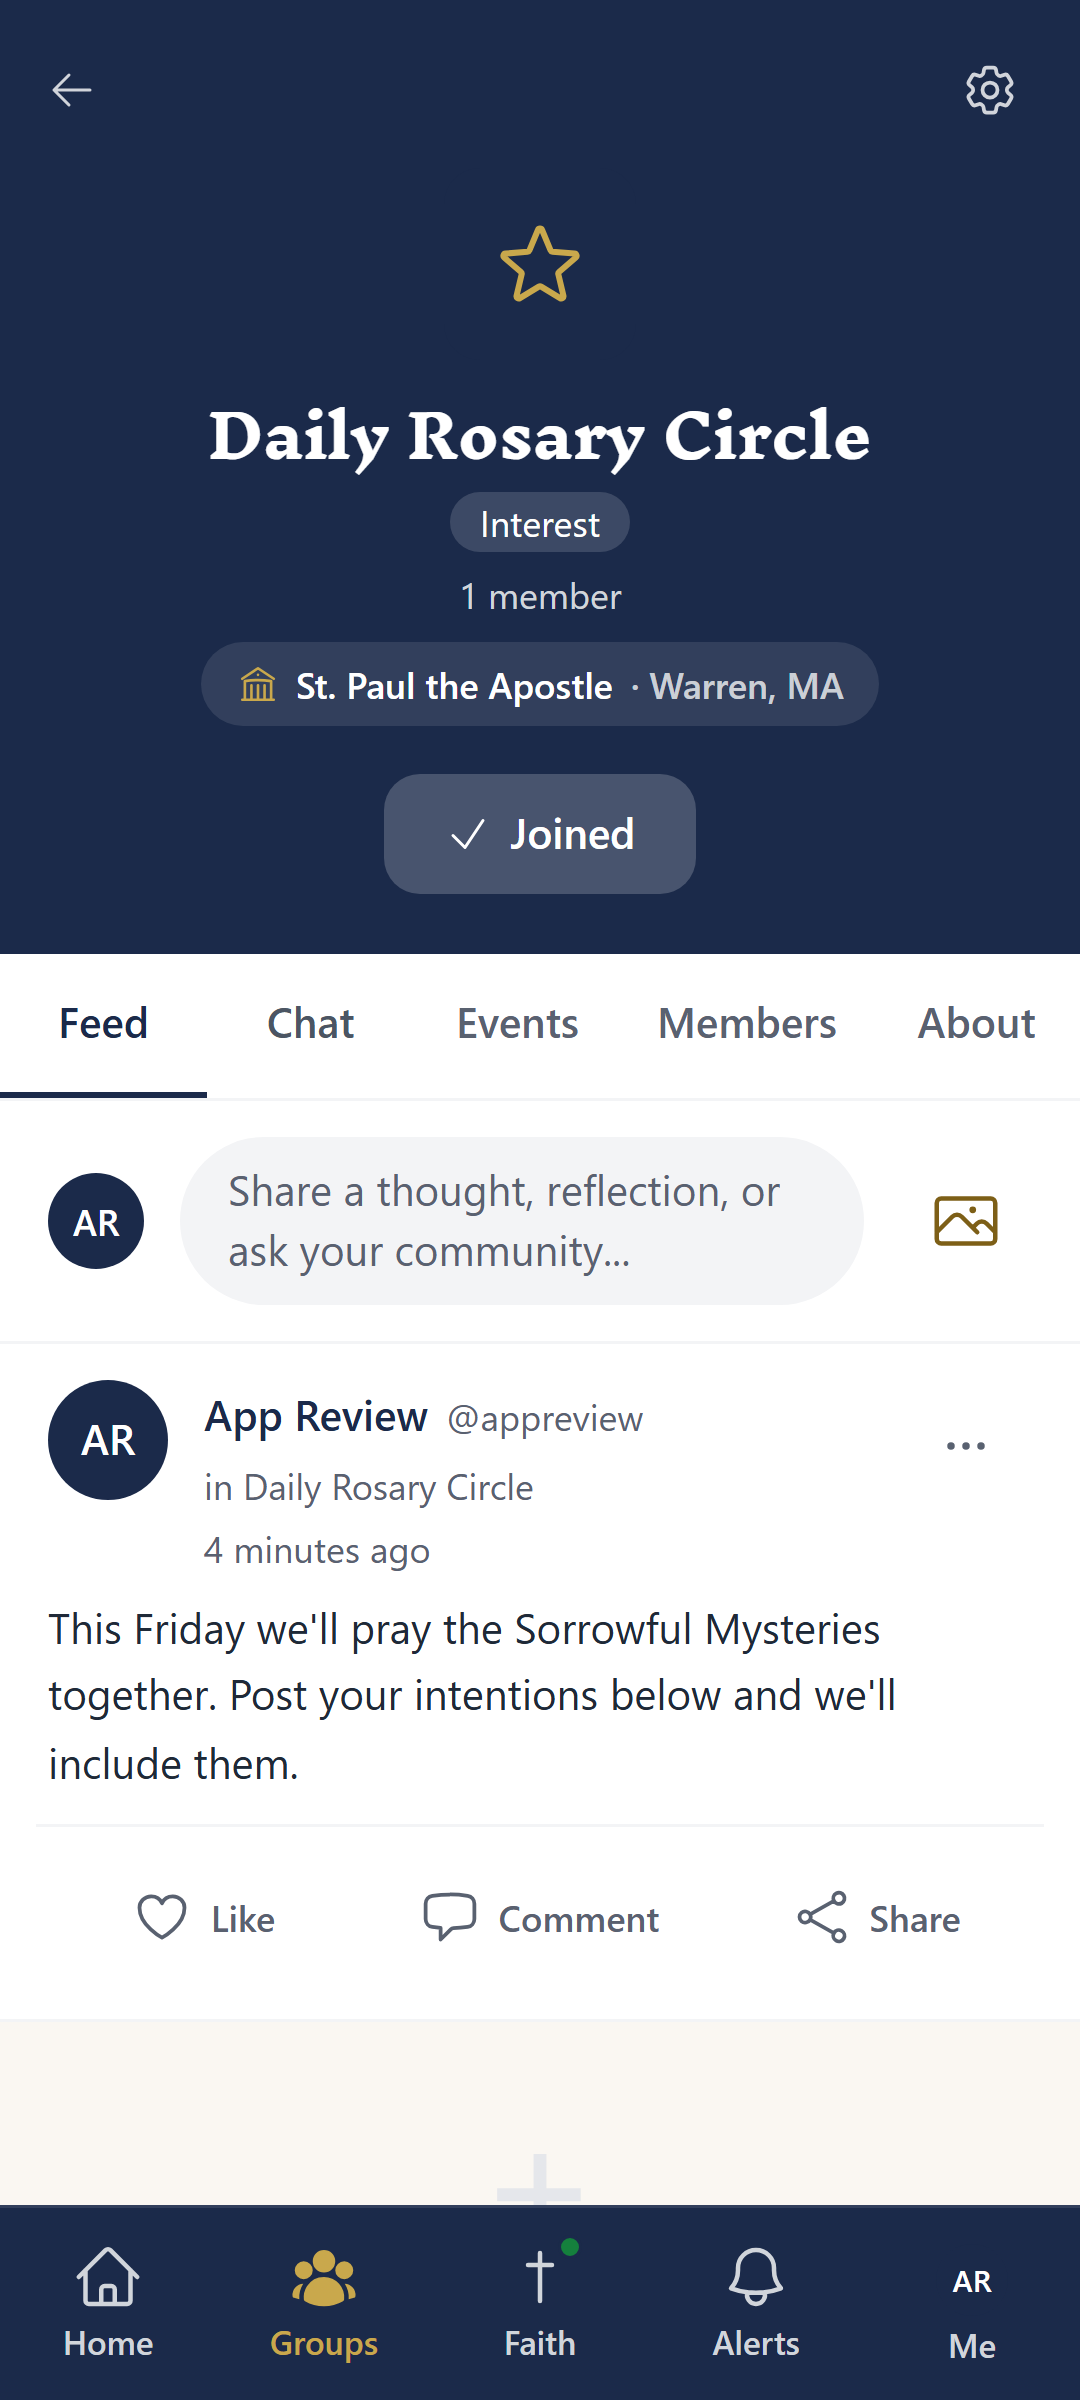 Daily Rosary Circle
Interest
1 member
St. Paul the Apostle · Warren, MA
Joined
Feed Chat Events Members About
AR
Share a thought, reflection, or
ask your community...
AR
App Review @appreview
in Daily Rosary Circle
4 minutes ago
This Friday we'll pray the Sorrowful Mysteries
together. Post your intentions below and we'll
include them.
Like Comment Share
AR
Home Groups Faith Alerts Me